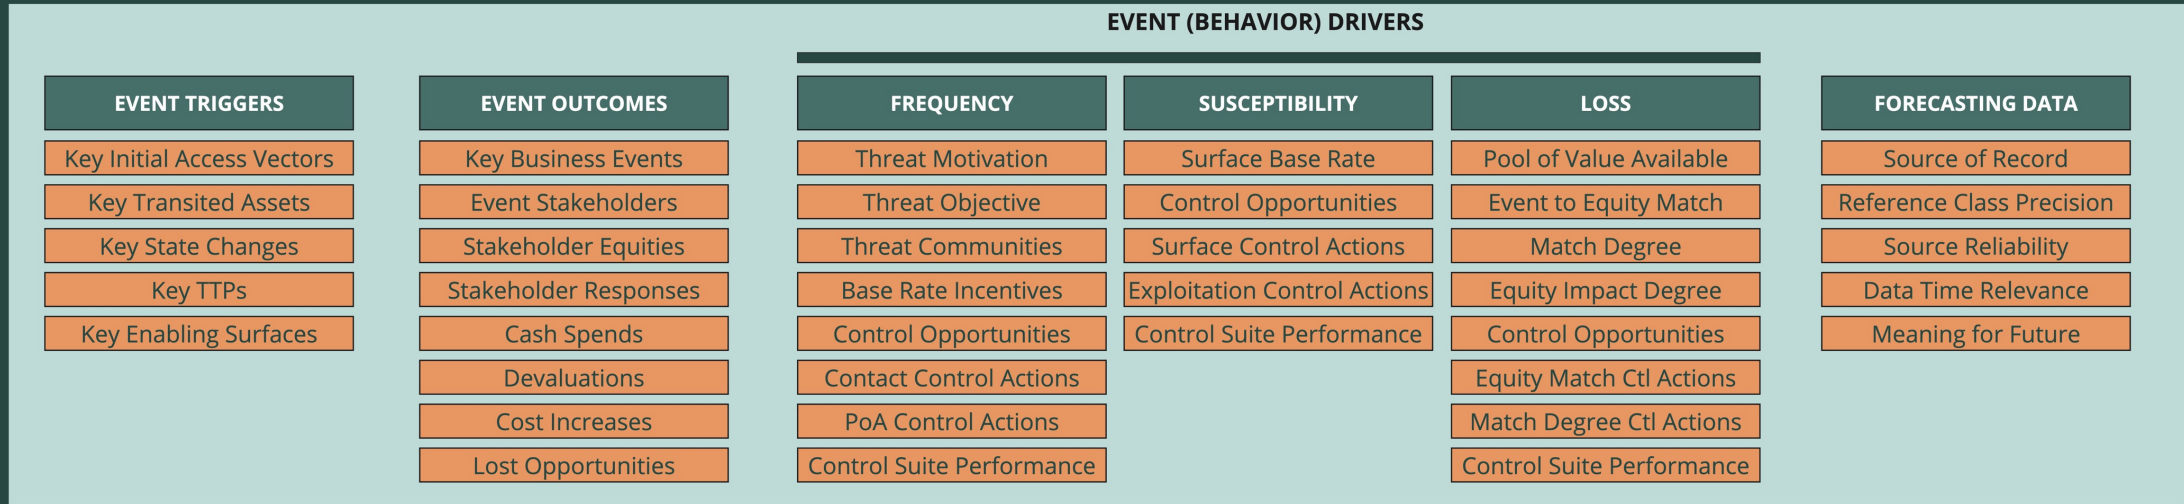 EVENT (BEHAVIOR) DRIVERS
EVENT TRIGGERS
Key Initial Access Vectors
Key Transited Assets
Key State Changes
Key TTPs
Key Enabling Surfaces
EVENT OUTCOMES
Key Business Events
Event Stakeholders
Stakeholder Equities
Stakeholder Responses
Cash Spends
Devaluations
Cost Increases
Lost Opportunities
FREQUENCY
Threat Motivation
Threat Objective
Threat Communities
Base Rate Incentives
Control Opportunities
Contact Control Actions
PoA Control Actions
Control Suite Performance
SUSCEPTIBILITY
Surface Base Rate
Control Opportunities
Surface Control Actions
Exploitation Control Actions
Control Suite Performance
LOSS
Pool of Value Available
Event to Equity Match
Match Degree
Equity Impact Degree
Control Opportunities
Equity Match Ctl Actions
Match Degree Ctl Actions
Control Suite Performance
FORECASTING DATA
Source of Record
Reference Class Precision
Source Reliability
Data Time Relevance
Meaning for Future